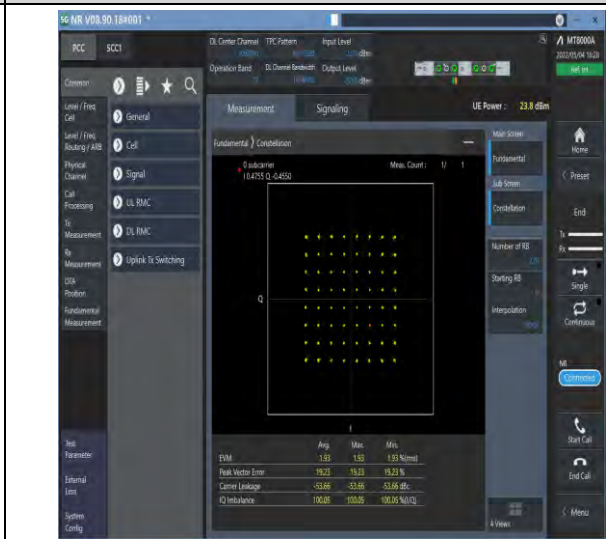 5G NR V08.90.18#001 *
PCC SCC1
DL Center Channel TPC Pattern Input Level
dBm
Operation Band DL Channel Bandwidth Output Level
dBm
MT8000A
2022/05/04
Common
General
Cell
Signal
UL RMC
DL RMC
Uplink Tx Switching
Level / Freq.
Cell
Level / Freq.
Routing / ARB
Physical
Channel
Call
Processing
Tx
Measurement
Rx
Measurement
OTA
Position
Fundamental
Measurement
Test
Parameter
External
Loss
System
Config
Measurement Signaling UE Power : 23.8 dBm
Fundamental Constellation
0 subcarrier Meas. Count : 1/ 1
I 0.4755 Q -0.4550
Q
I
Avg. Max. Min.
EVM 1.93 1.93 1.93 %(rms)
Peak Vector Error 19.23 19.23 19.23 %
Carrier Leakage -53.66 -53.66 -53.66 dBc
IQ Imbalance 100.05 100.05 100.05 %(I/Q)
Main Screen
Fundamental
Sub Screen
Constellation
Number of RB
Starting RB
Interpolation
4 Views
Home
Preset
End
Tx
Rx
Single
Continuous
NR
Connected
Start Call
End Call
Menu